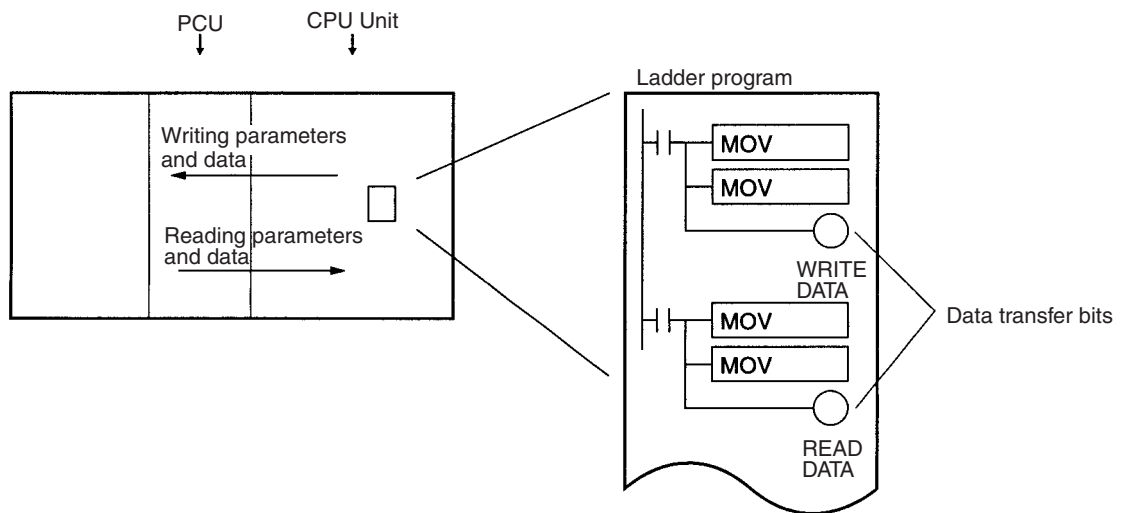 PCU
CPU Unit
Writing parameters
and data
Reading parameters
and data
Ladder program
MOV
MOV
WRITE
DATA
MOV
MOV
READ
DATA
Data transfer bits